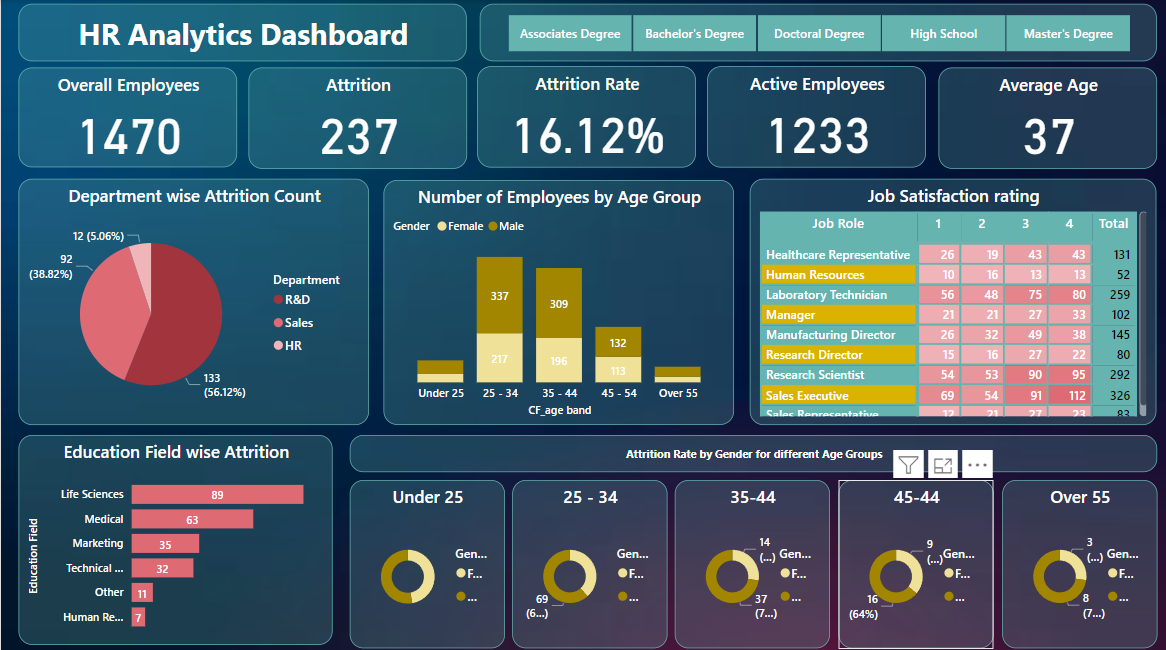 HR Analytics Dashboard
Associates Degree Bachelor's Degree Doctoral Degree High School Master's Degree
Overall Employees Attrition Attrition Rate Active Employees Average Age
1470 237 16.12% 1233 37
Department wise Attrition Count
12 (5.06%)
92
(38.82%)
133
(56.12%)
Department
R&D
Sales
HR
Number of Employees by Age Group
Gender Female Male
337 309 132
217 196 113
Under 25 25 - 34 35 - 44 45 - 54 Over 55
CF_age band
Job Satisfaction rating
Job Role 1 2 3 4 Total
Healthcare Representative 26 19 43 43 131
Human Resources 10 16 13 13 52
Laboratory Technician 56 48 75 80 259
Manager 21 21 27 33 102
Manufacturing Director 26 32 49 38 145
Research Director 15 16 27 22 80
Research Scientist 54 53 90 95 292
Sales Executive 69 54 91 112 326
Sales Representative 12 21 27 23 83
Education Field wise Attrition
Education Field
Life Sciences 89
Medical 63
Marketing 35
Technical ... 32
Other 11
Human Re... 7
Attrition Rate by Gender for different Age Groups
Under 25
Gen...
F...
...
25 - 34
69
(6...)
Gen...
F...
...
35-44
14
(...)
37
(7...)
Gen...
F...
...
45-44
9
(...)
16
(64%)
Gen...
F...
...
Over 55
3
(...)
8
(7...)
Gen...
F...
...